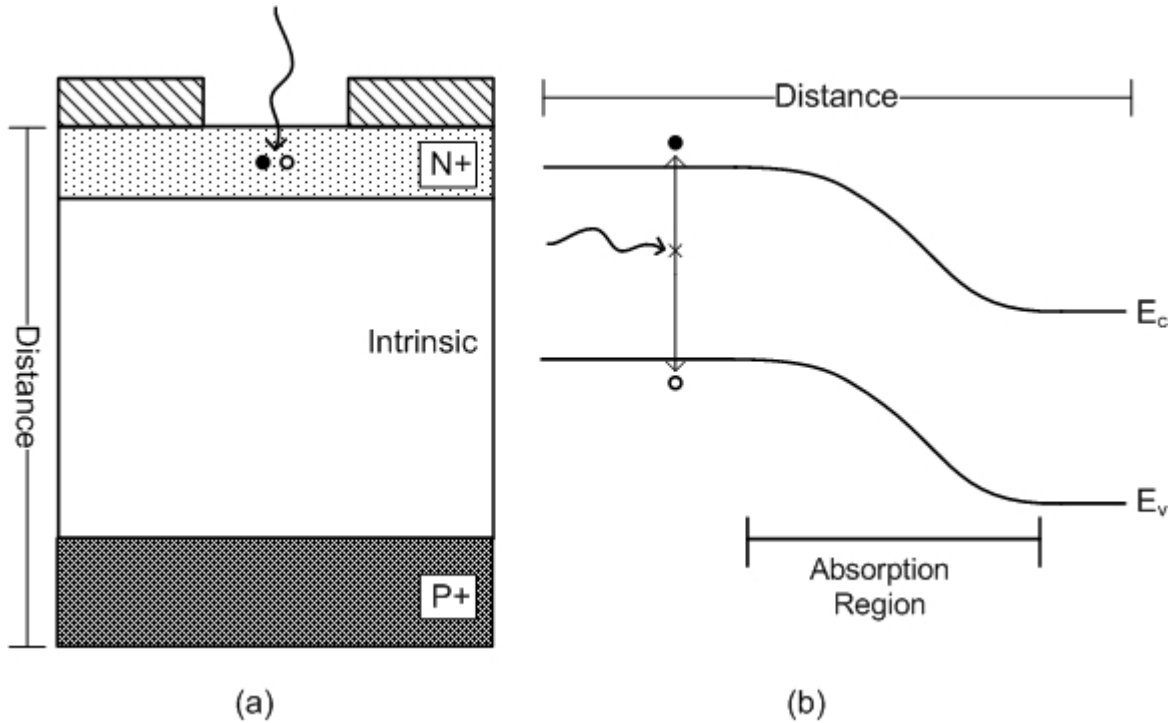 N+
Intrinsic
Distance
P+
(a)
Distance
Ec
Ev
Absorption
Region
(b)